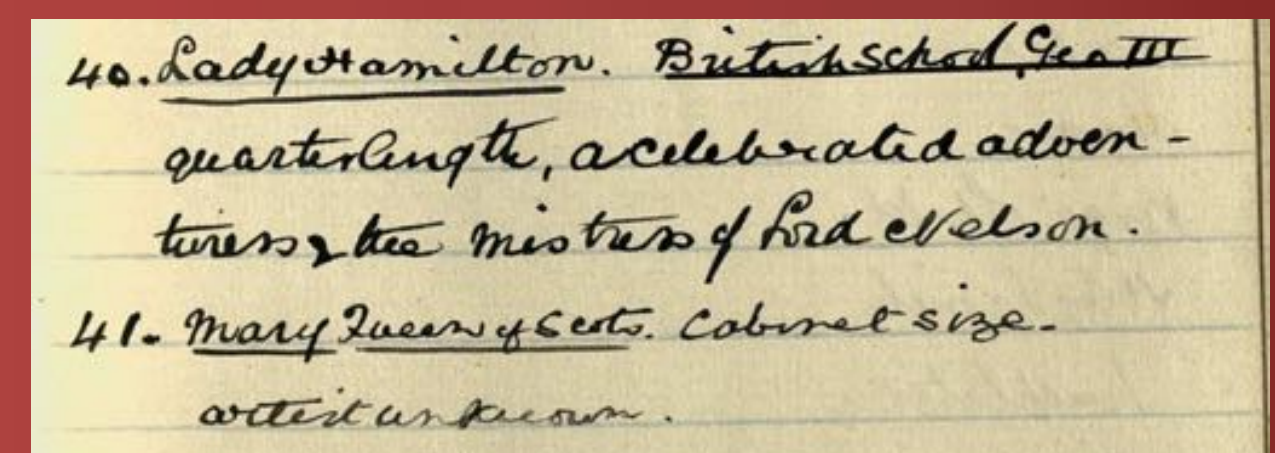 40. Lady Hamilton. British School, Geo III
quarter length, a celebrated adven-
turess & the mistress of Lord Nelson.
41. Mary Queen of Scots. Cabinet size.
artist unknown.